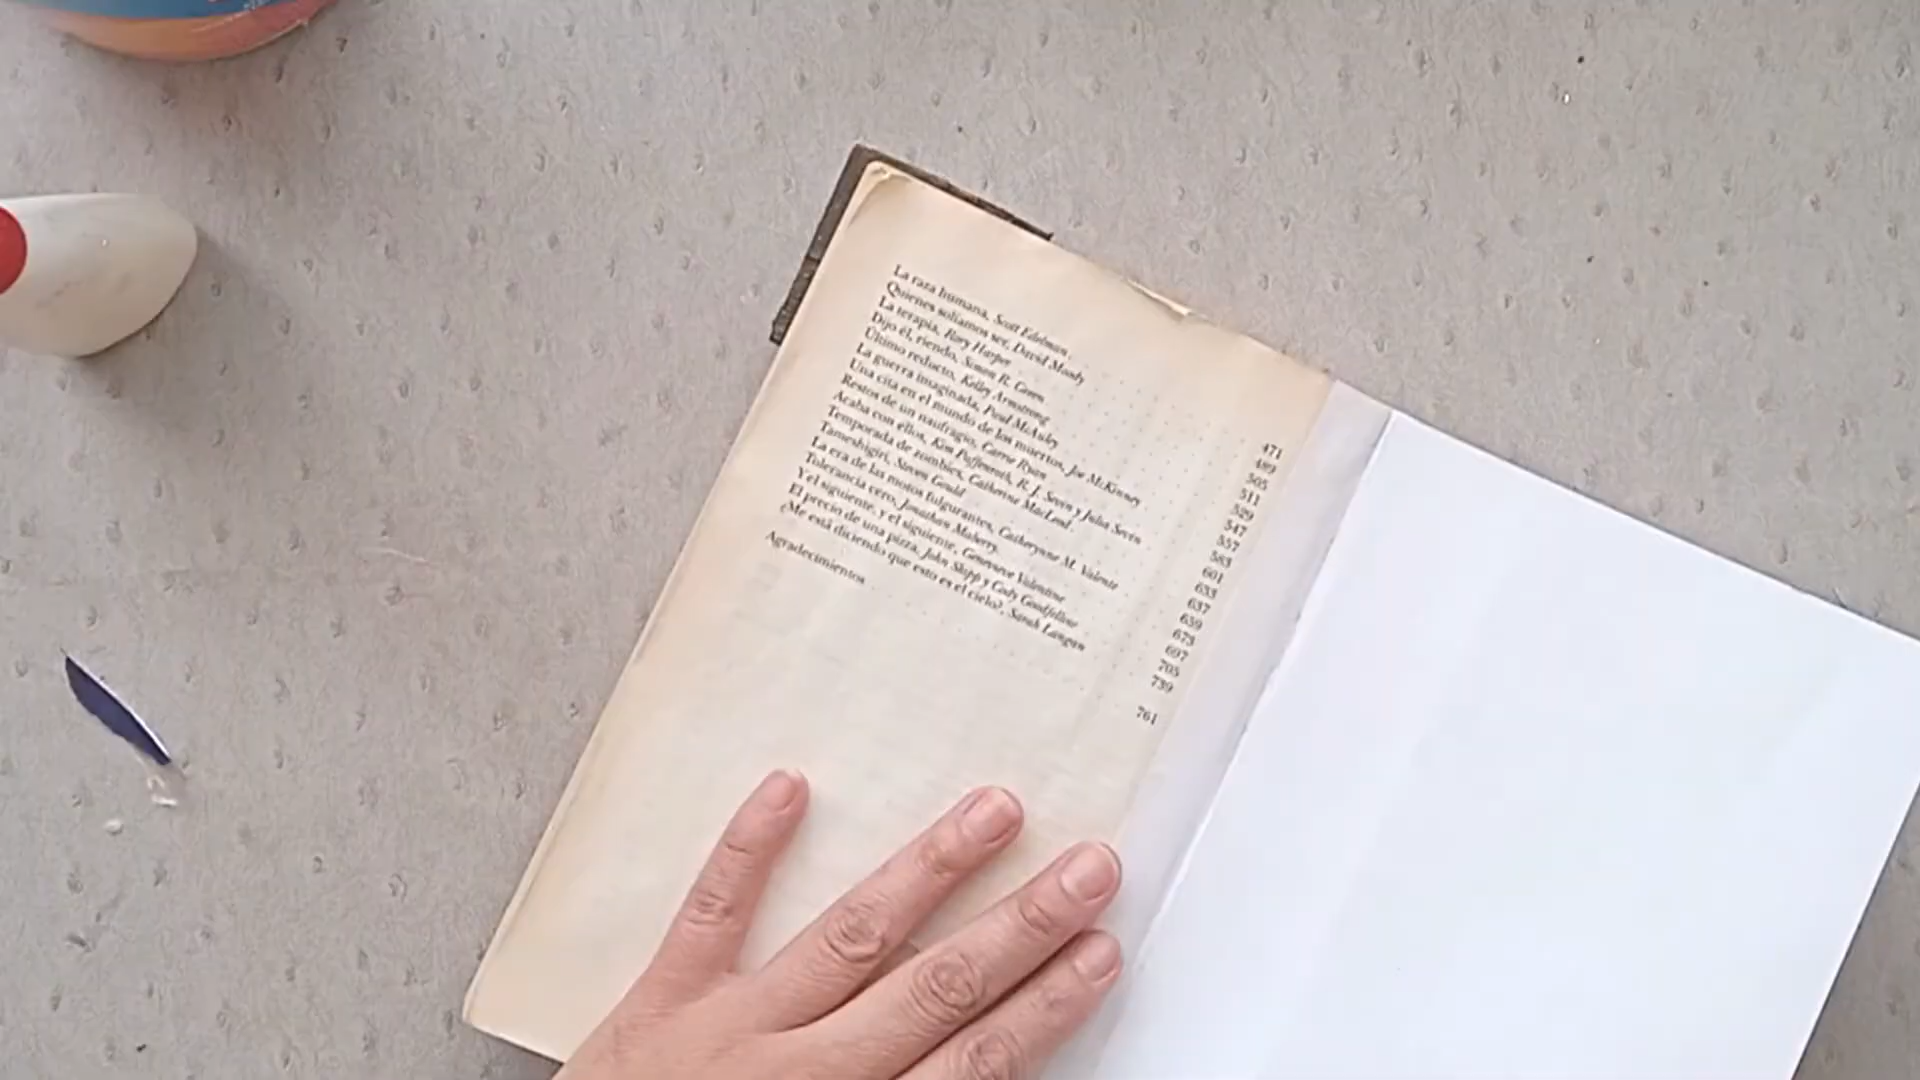 La raza humana, Scott Edelman . 471
Quienes solíamos ser, David Moody 489
La terapia, Rory Harper 505
Dijo él, riendo, Simon R. Green 511
Último reducto, Kelley Armstrong 529
La guerra imaginada, Paul McAuley 547
Una cita en el mundo de los muertos, Joe McKinney 557
Restos de un naufragio, Carrie Ryan 583
Acaba con ellos, Kim Paffenroth, R. J. Sevin y Julia Sevin 601
Temporada de zombies, Catherine MacLeod 633
Tameshigiri, Steven Gould 637
La era de las motos fulgurantes, Catherynne M. Valente 659
Tolerancia cero, Jonathan Maberry 673
Y el siguiente, y el siguiente, Genevieve Valentine 697
El precio de una pizza, John Skipp y Cody Goodfellow 705
¿Me está diciendo que esto es el cielo?, Sarah Langan 739
Agradecimientos 761